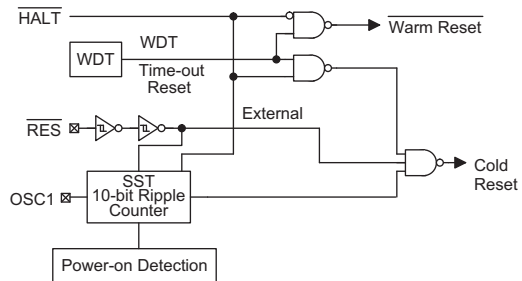 HALT
WDT
WDT
Time-out
Reset
Warm Reset
RES
External
OSC1
SST
10-bit Ripple
Counter
Cold
Reset
Power-on Detection